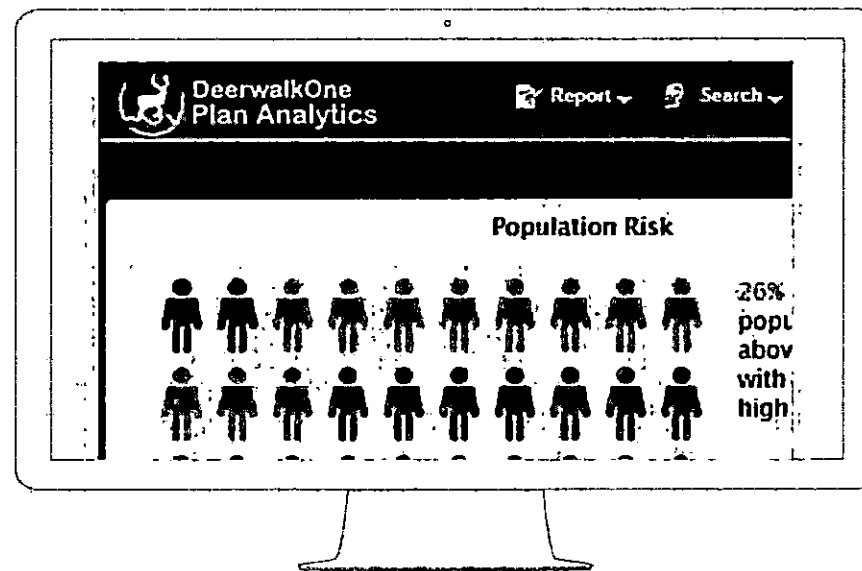 DeerwalkOne
Plan Analytics
Report
Search
Population Risk
26%
popu
abov
with
high